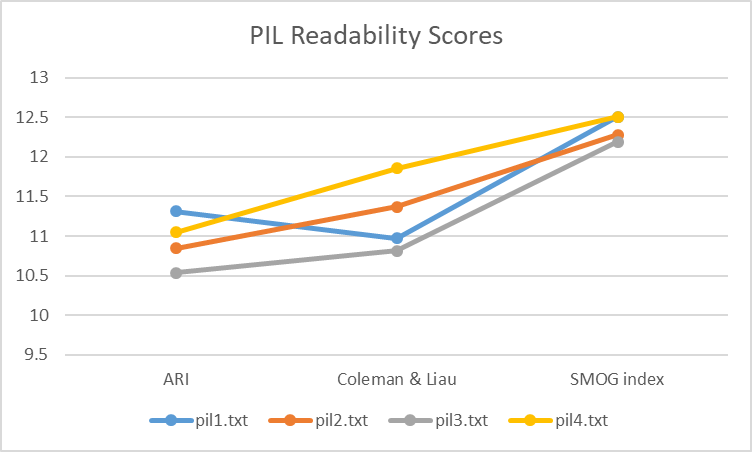 PIL Readability Scores
13
12.5
12
11.5
11
10.5
10
9.5
ARI Coleman & Liau SMOG index
pil1.txt pil2.txt pil3.txt pil4.txt